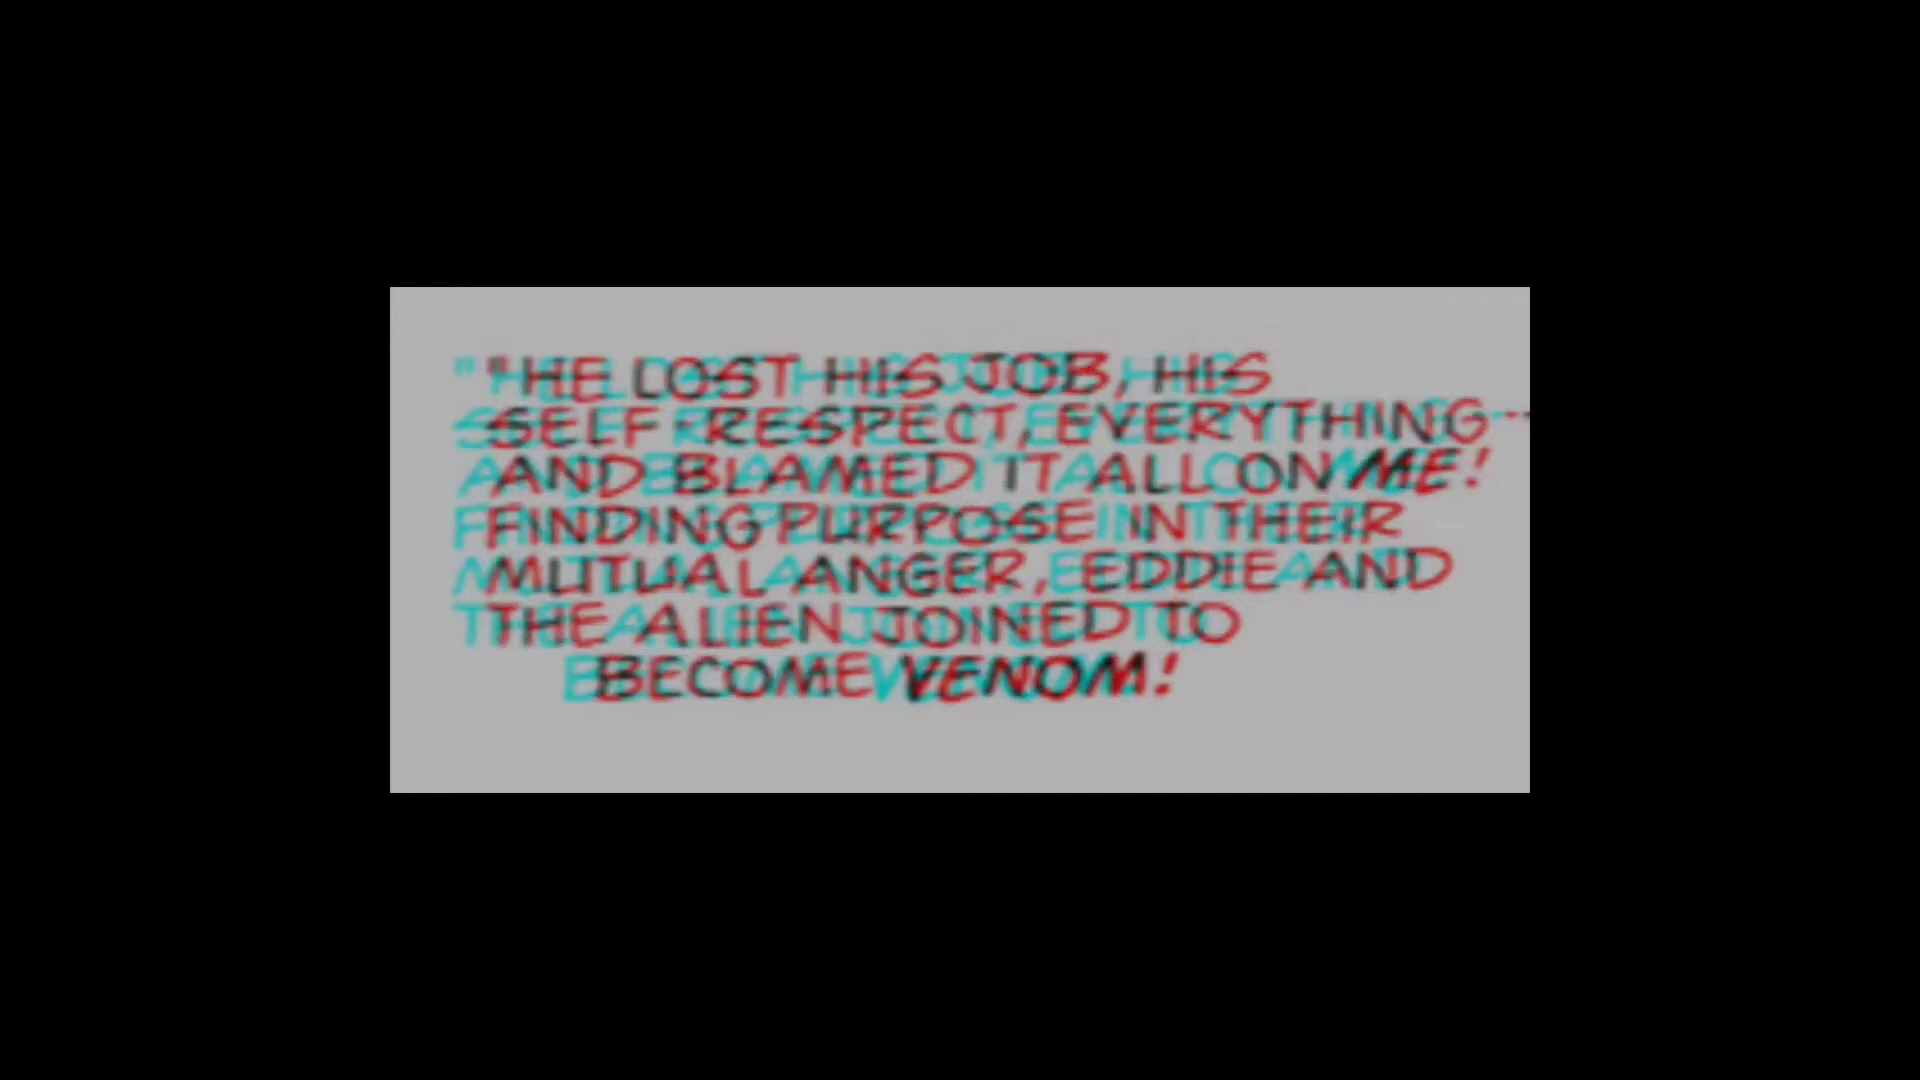 "HE LOST HIS JOB, HIS
SELF RESPECT, EVERYTHING--
AND BLAMED IT ALL ON ME!
FINDING PURPOSE IN THEIR
MUTUAL ANGER, EDDIE AND
THE ALIEN JOINED TO
BECOME VENOM!